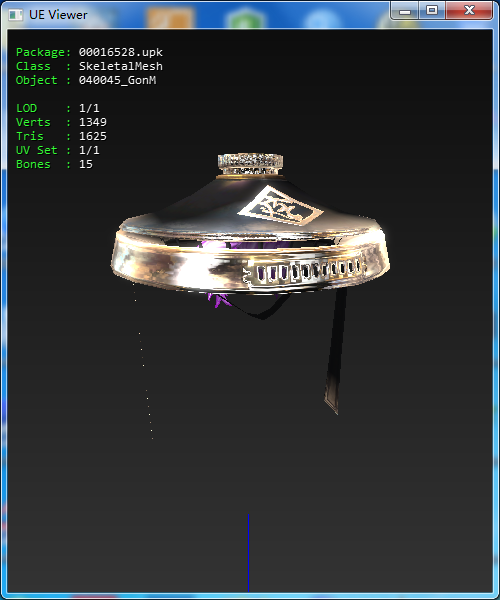 UE Viewer
Package: 00016528.upk
Class  : SkeletalMesh
Object : 040045_GonM
LOD    : 1/1
Verts  : 1349
Tris   : 1625
UV Set : 1/1
Bones  : 15